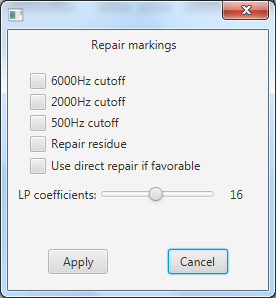 Repair markings
6000Hz cutoff
2000Hz cutoff
500Hz cutoff
Repair residue
Use direct repair if favorable
LP coefficients: 16
Apply Cancel